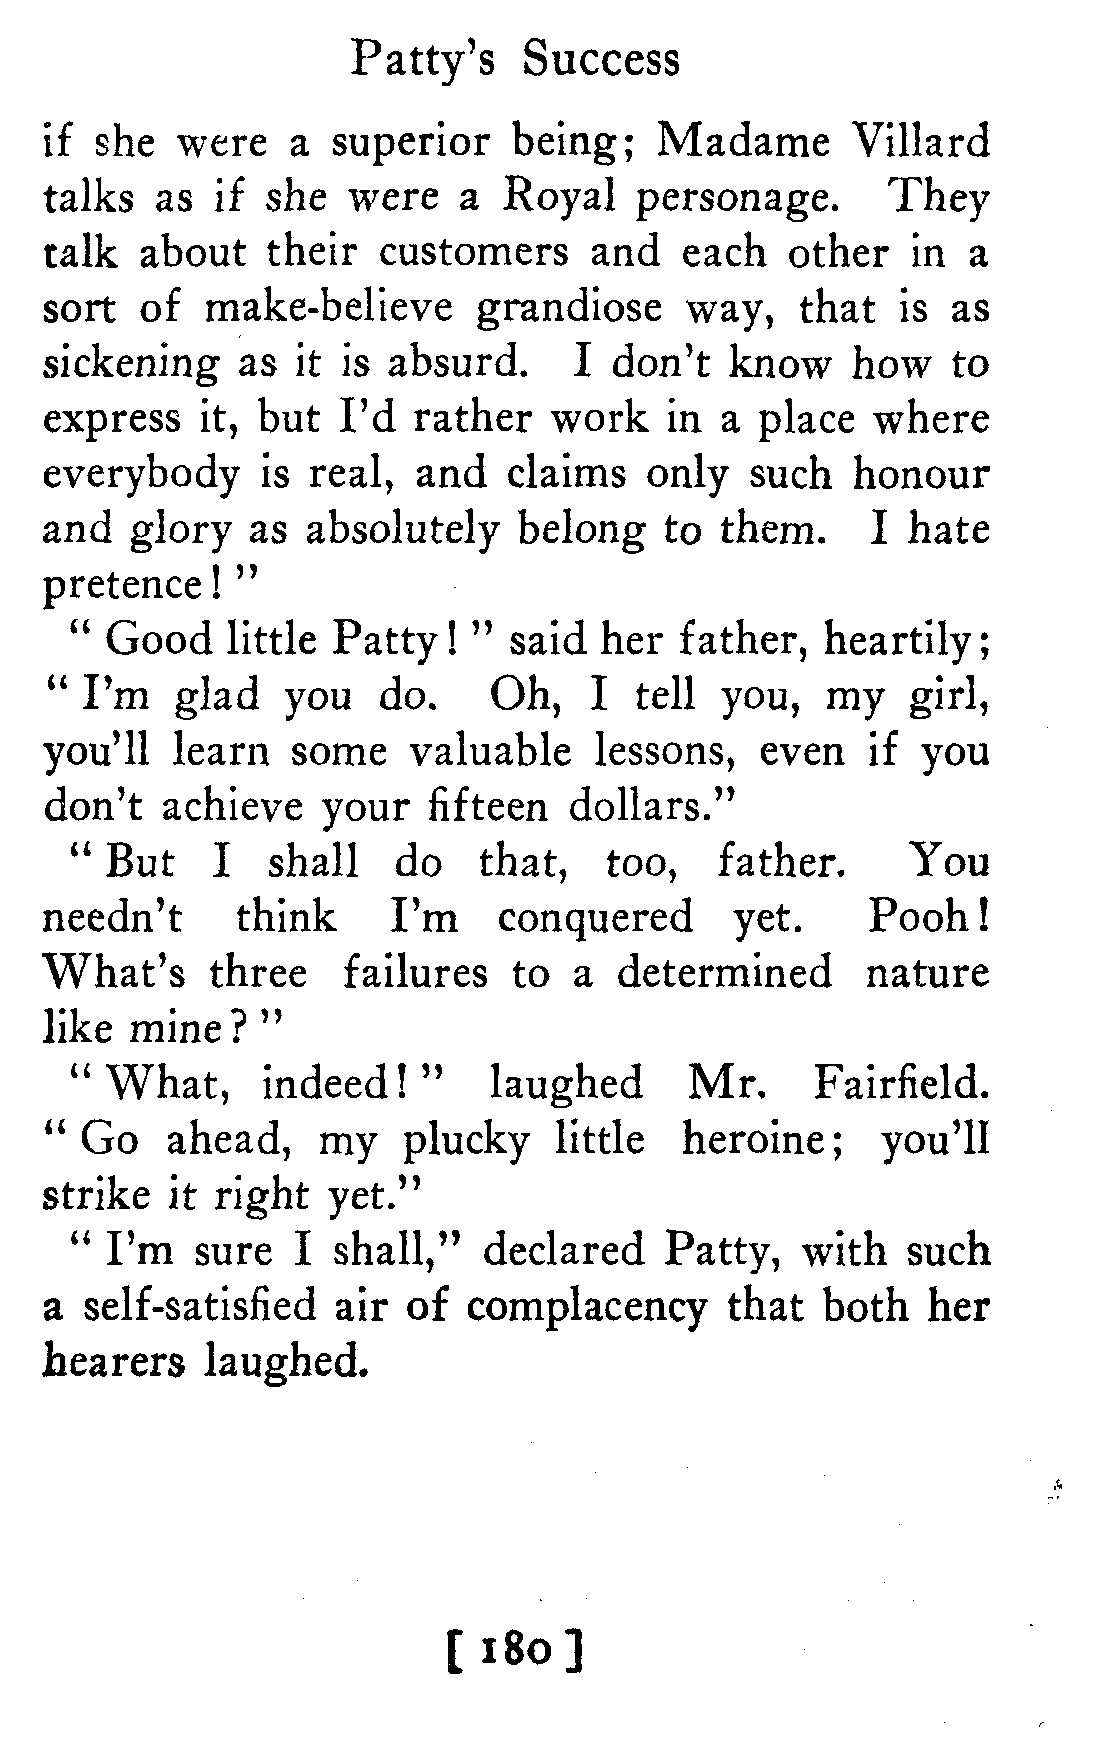 Patty's Success
if she were a superior being; Madame Villard
talks as if she were a Royal personage. They
talk about their customers and each other in a
sort of make-believe grandiose way, that is as
sickening as it is absurd. I don't know how to
express it, but I'd rather work in a place where
everybody is real, and claims only such honour
and glory as absolutely belong to them. I hate
pretence!"
"Good little Patty!" said her father, heartily;
"I'm glad you do. Oh, I tell you, my girl,
you'll learn some valuable lessons, even if you
don't achieve your fifteen dollars."
"But I shall do that, too, father. You
needn't think I'm conquered yet. Pooh!
What's three failures to a determined nature
like mine?"
"What, indeed!" laughed Mr. Fairfield.
"Go ahead, my plucky little heroine; you'll
strike it right yet."
"I'm sure I shall," declared Patty, with such
a self-satisfied air of complacency that both her
hearers laughed.
[ 180 ]